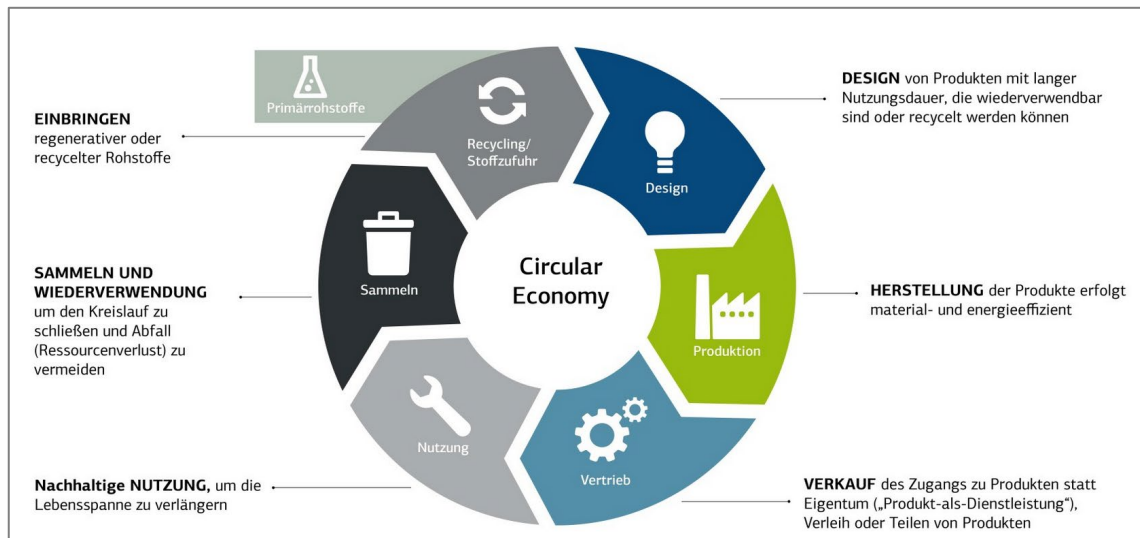 Primärrohstoffe
EINBRINGEN
regenerativer oder
recycelter Rohstoffe
Recycling/
Stoffzufuhr
Design
DESIGN von Produkten mit langer
Nutzungsdauer, die wiederverwendbar
sind oder recycelt werden können
SAMMELN UND
WIEDERVERWENDUNG
um den Kreislauf zu
schließen und Abfall
(Ressourcenverlust) zu
vermeiden
Sammeln
Circular
Economy
Produktion
HERSTELLUNG der Produkte erfolgt
material- und energieeffizient
Nachhaltige NUTZUNG, um die
Lebensspanne zu verlängern
Nutzung
Vertrieb
VERKAUF des Zugangs zu Produkten statt
Eigentum („Produkt-als-Dienstleistung“),
Verleih oder Teilen von Produkten